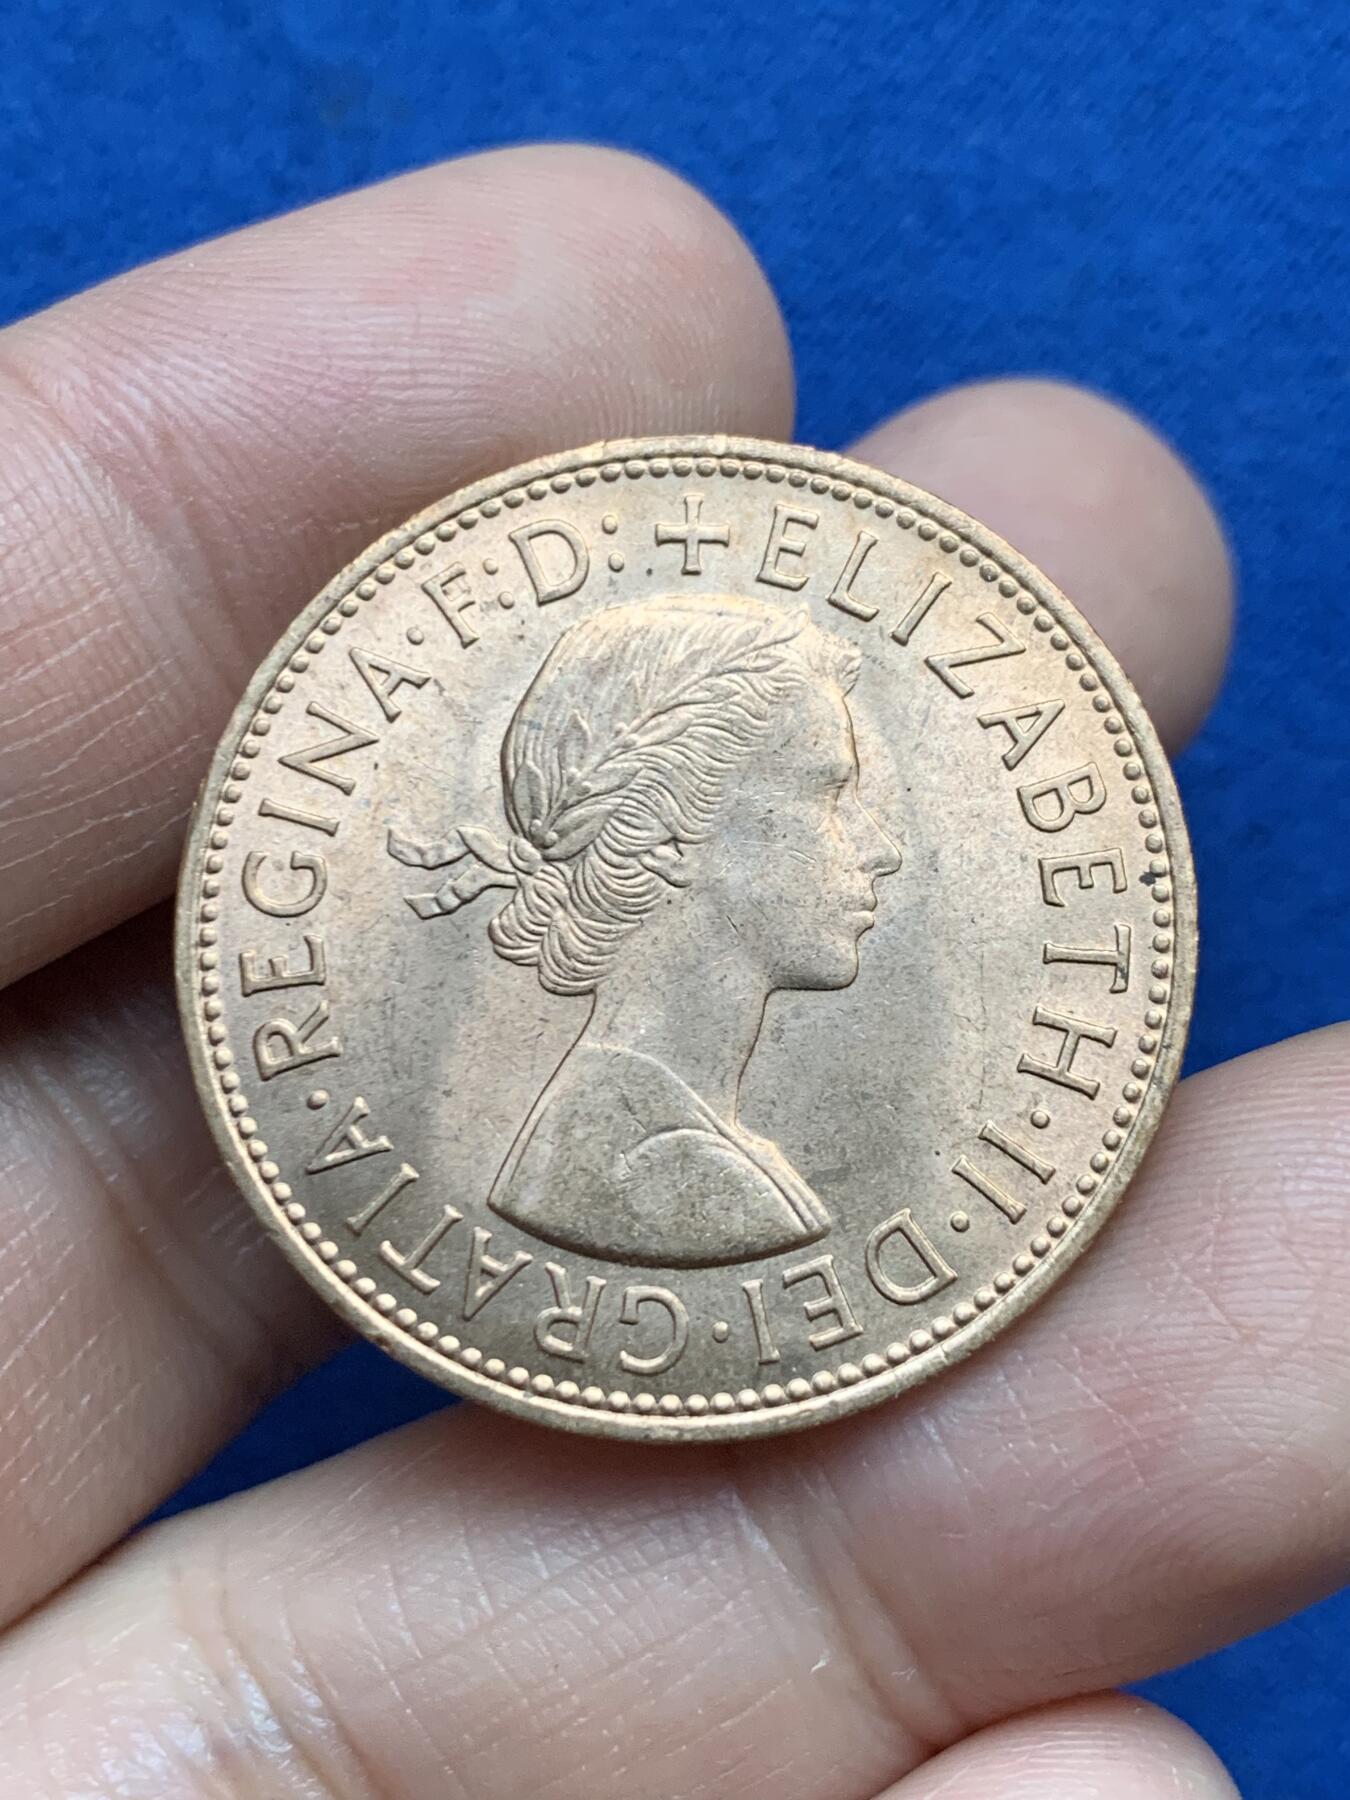 + ELIZABETH · II · DEI · GRATIA · REGINA · F: D: